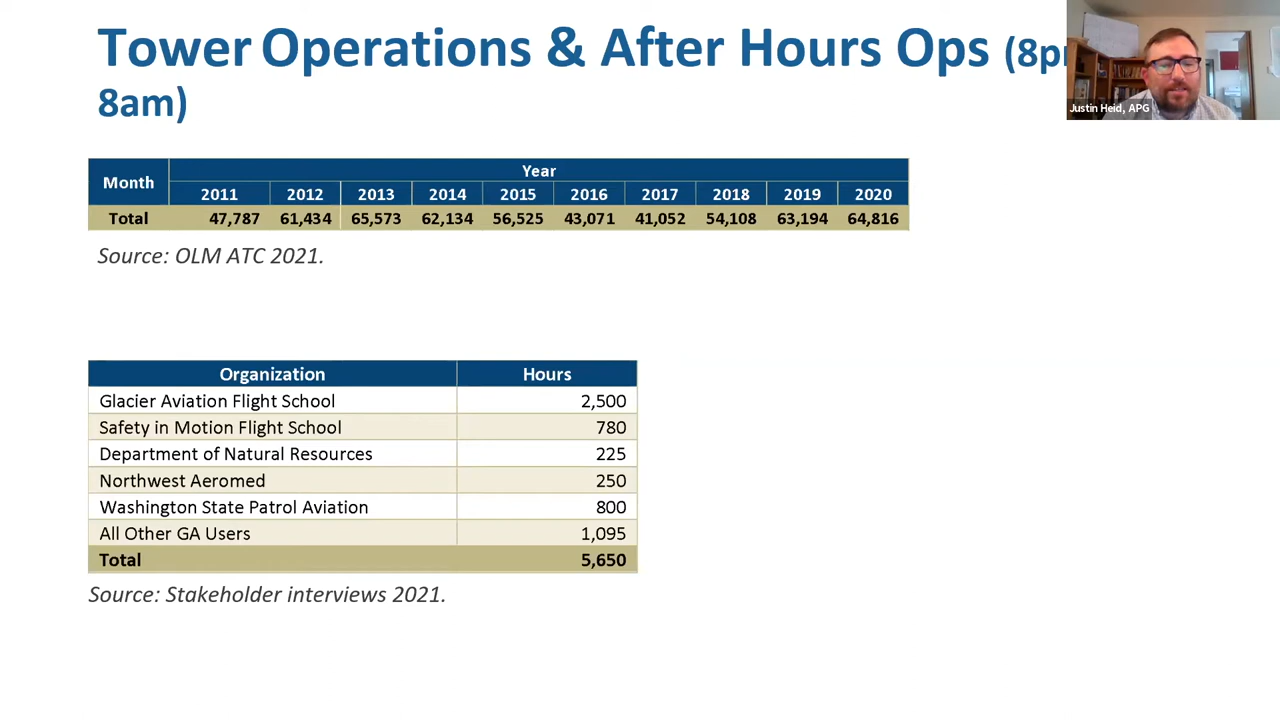 Tower Operations & After Hours Ops (8p
8am)
Justin Heid, APG
Month Year
2011 2012 2013 2014 2015 2016 2017 2018 2019 2020
Total 47,787 61,434 65,573 62,134 56,525 43,071 41,052 54,108 63,194 64,816
Source: OLM ATC 2021.
Organization Hours
Glacier Aviation Flight School 2,500
Safety in Motion Flight School 780
Department of Natural Resources 225
Northwest Aeromed 250
Washington State Patrol Aviation 800
All Other GA Users 1,095
Total 5,650
Source: Stakeholder interviews 2021.